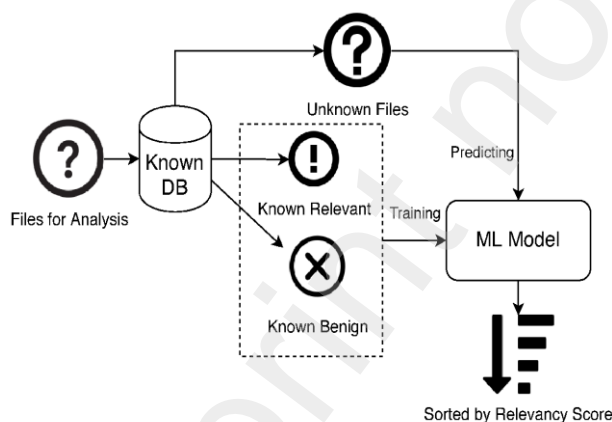 ?
Unknown Files
?
Known
DB
!
Predicting
Files for Analysis
Known Relevant
Training
ML Model
Known Benign
Sorted by Relevancy Score